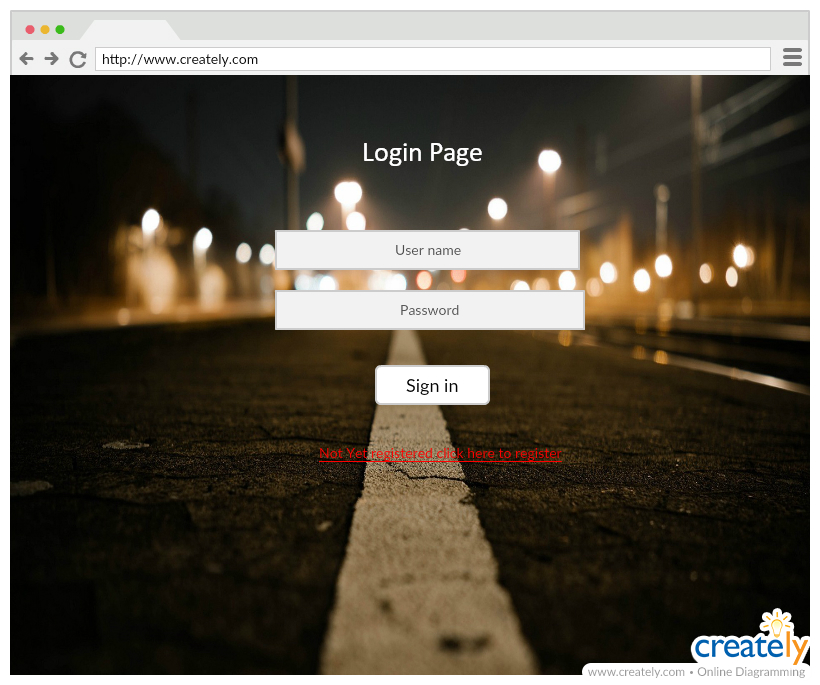 http://www.creately.com
Login Page
User name
Password
Sign in
Not Yet registered click here to register
creately
www.creately.com • Online Diagramming